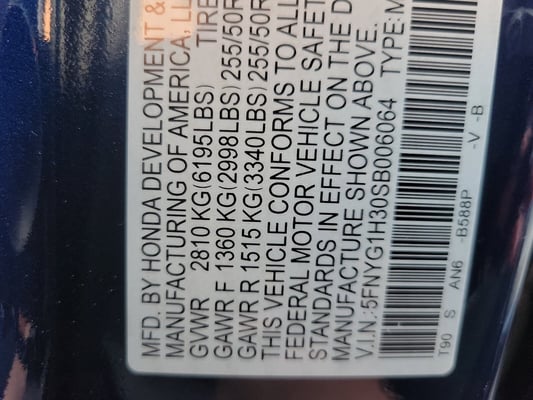 MFD. BY HONDA DEVELOPMENT &
MANUFACTURING OF AMERICA, LL
GVWR 2810 KG(6195LBS) TIRE
GAWR F 1360 KG(2998LBS) 255/50R
GAWR R 1515 KG(3340LBS) 255/50R
THIS VEHICLE CONFORMS TO ALL
FEDERAL MOTOR VEHICLE SAFET
STANDARDS IN EFFECT ON THE D
MANUFACTURE SHOWN ABOVE.
V.I.N.:5FNYG1H30SB006064 TYPE:M
T90 S AN6 -B588P -V -B